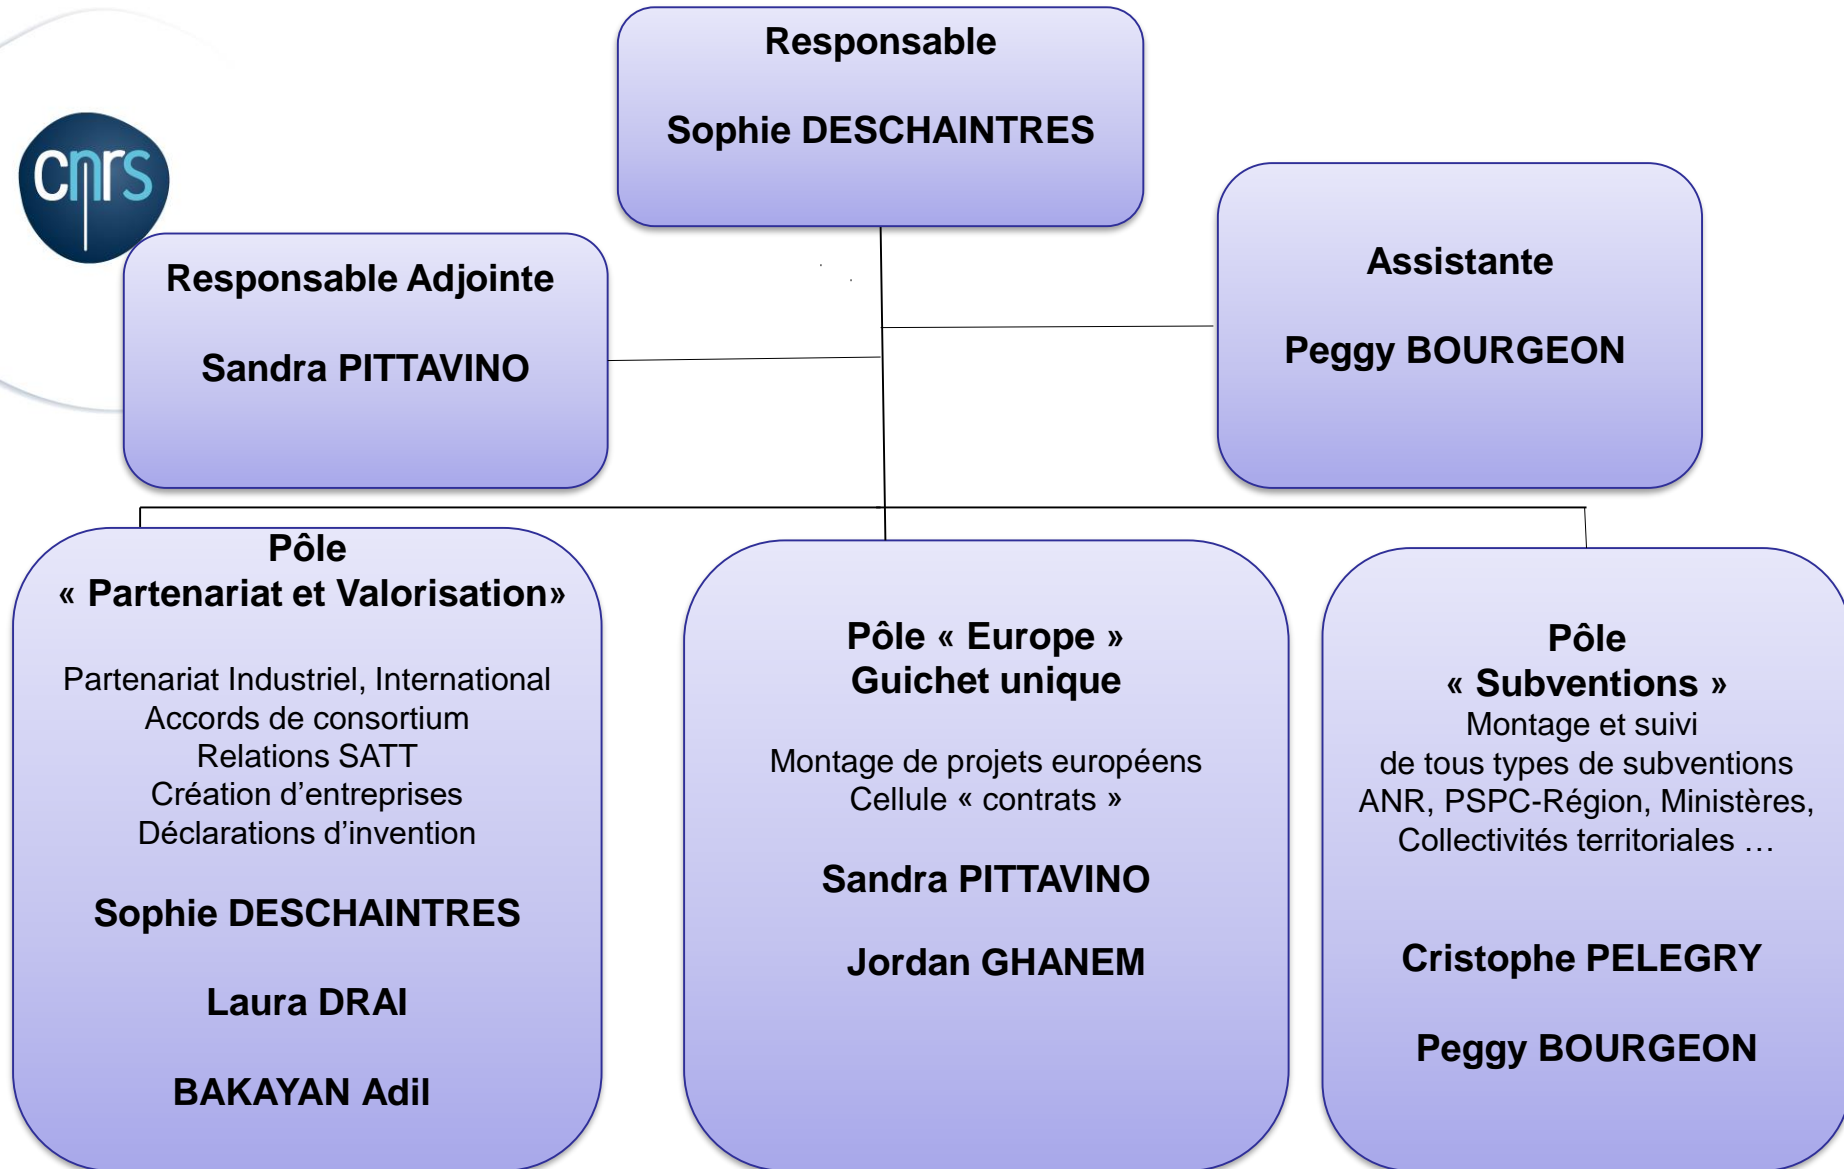 Responsable
Sophie DESCHAINTRES
cnrs
Responsable Adjointe
Sandra PITTAVINO
Assistante
Peggy BOURGEON
Pôle
« Partenariat et Valorisation»
Partenariat Industriel, International
Accords de consortium
Relations SATT
Création d’entreprises
Déclarations d’invention
Sophie DESCHAINTRES
Laura DRAI
BAKAYAN Adil
Pôle « Europe »
Guichet unique
Montage de projets européens
Cellule « contrats »
Sandra PITTAVINO
Jordan GHANEM
Pôle
« Subventions »
Montage et suivi
de tous types de subventions
ANR, PSPC-Région, Ministères,
Collectivités territoriales …
Cristophe PELEGRY
Peggy BOURGEON